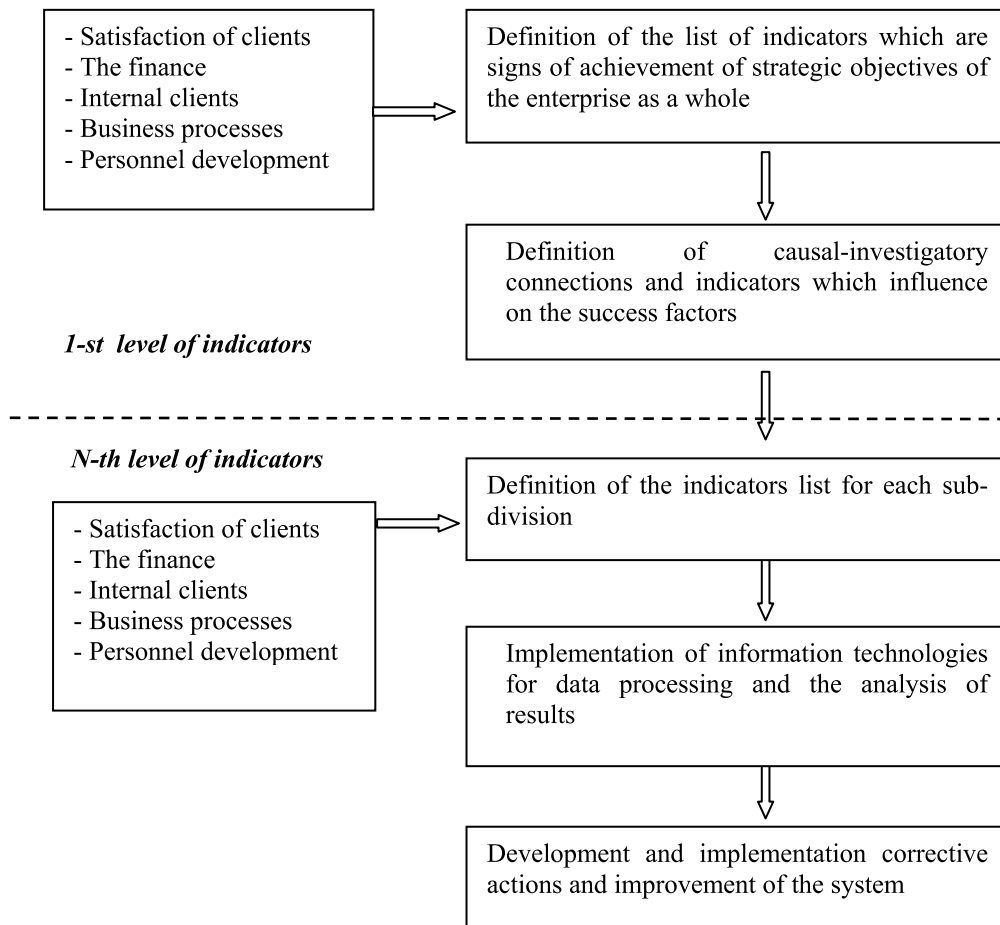 - Satisfaction of clients
- The finance
- Internal clients
- Business processes
- Personnel development
Definition of the list of indicators which are
signs of achievement of strategic objectives of
the enterprise as a whole
Definition of causal-investigatory
connections and indicators which influence
on the success factors
1-st level of indicators
N-th level of indicators
- Satisfaction of clients
- The finance
- Internal clients
- Business processes
- Personnel development
Definition of the indicators list for each sub-
division
Implementation of information technologies
for data processing and the analysis of
results
Development and implementation corrective
actions and improvement of the system